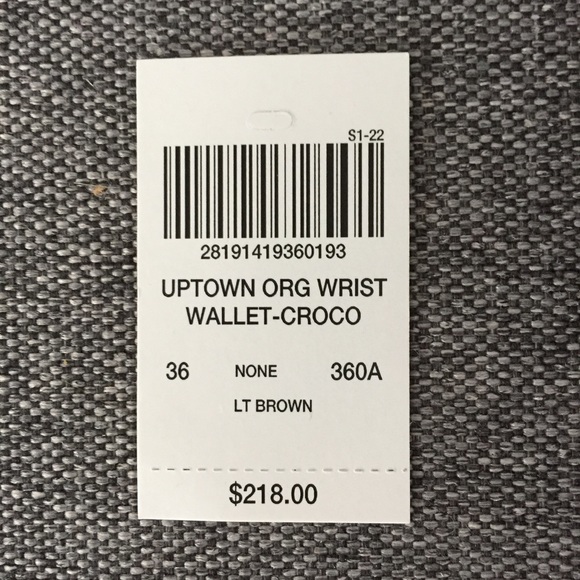 S1-22
28191419360193
UPTOWN ORG WRIST
WALLET-CROCO
36 NONE 360A
LT BROWN
$218.00